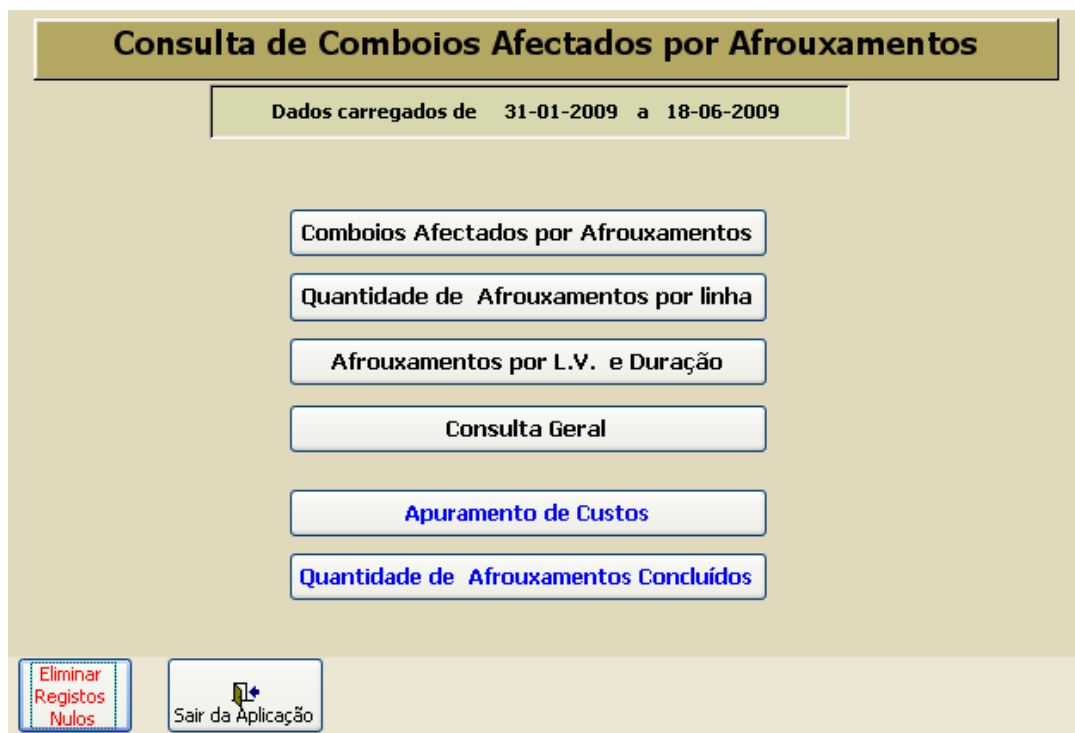 Consulta de Comboios Afectados por Afrouxamentos
Dados carregados de 31-01-2009 a 18-06-2009
Comboios Afectados por Afrouxamentos
Quantidade de Afrouxamentos por linha
Afrouxamentos por L.V. e Duração
Consulta Geral
Apuramento de Custos
Quantidade de Afrouxamentos Concluídos
Eliminar
Registos
Nulos
Sair da Aplicação